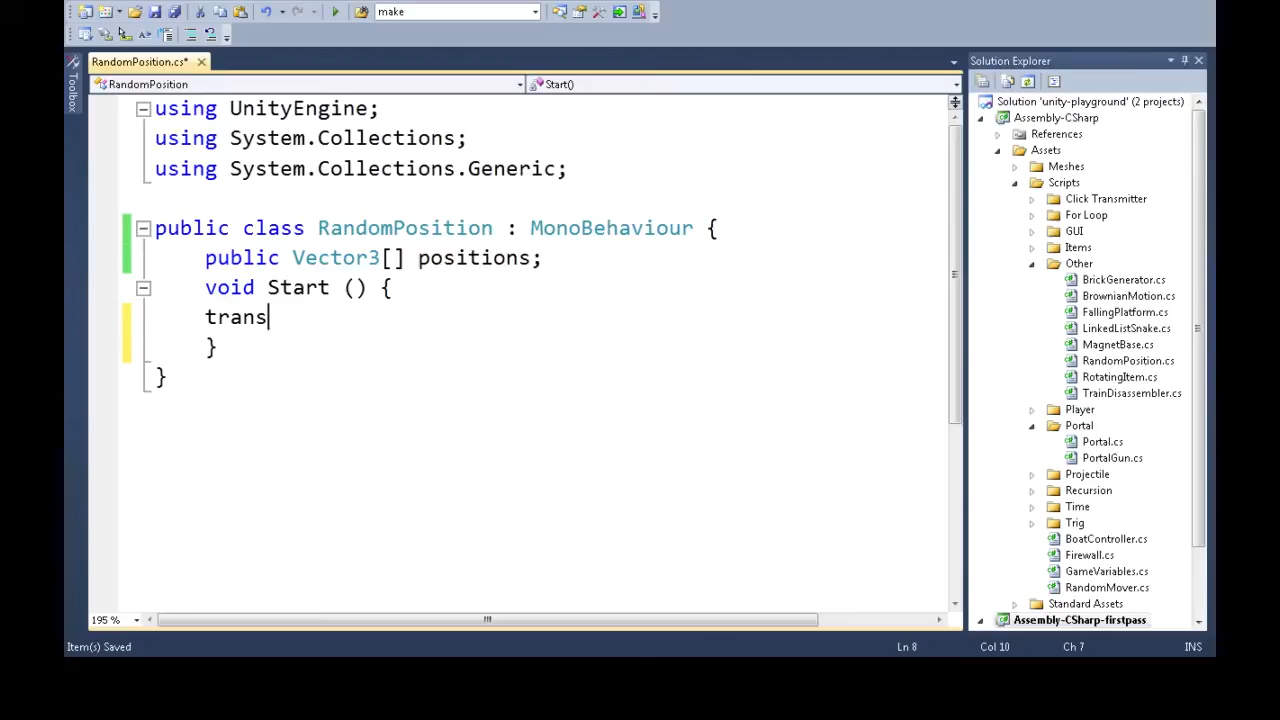 make
RandomPosition.cs*
Solution Explorer
RandomPosition
Start()
Toolbox
using UnityEngine;
using System.Collections;
using System.Collections.Generic;
public class RandomPosition : MonoBehaviour {
public Vector3[] positions;
void Start () {
trans
}
}
Solution 'unity-playground' (2 projects)
Assembly-CSharp
References
Assets
Meshes
Scripts
Click Transmitter
For Loop
GUI
Items
Other
BrickGenerator.cs
BrownianMotion.cs
FallingPlatform.cs
LinkedListSnake.cs
MagnetBase.cs
RandomPosition.cs
RotatingItem.cs
TrainDisassembler.cs
Player
Portal
Portal.cs
PortalGun.cs
Projectile
Recursion
Time
Trig
BoatController.cs
Firewall.cs
GameVariables.cs
RandomMover.cs
Standard Assets
Assembly-CSharp-firstpass
195 %
Item(s) Saved
Ln 8
Col 10
Ch 7
INS